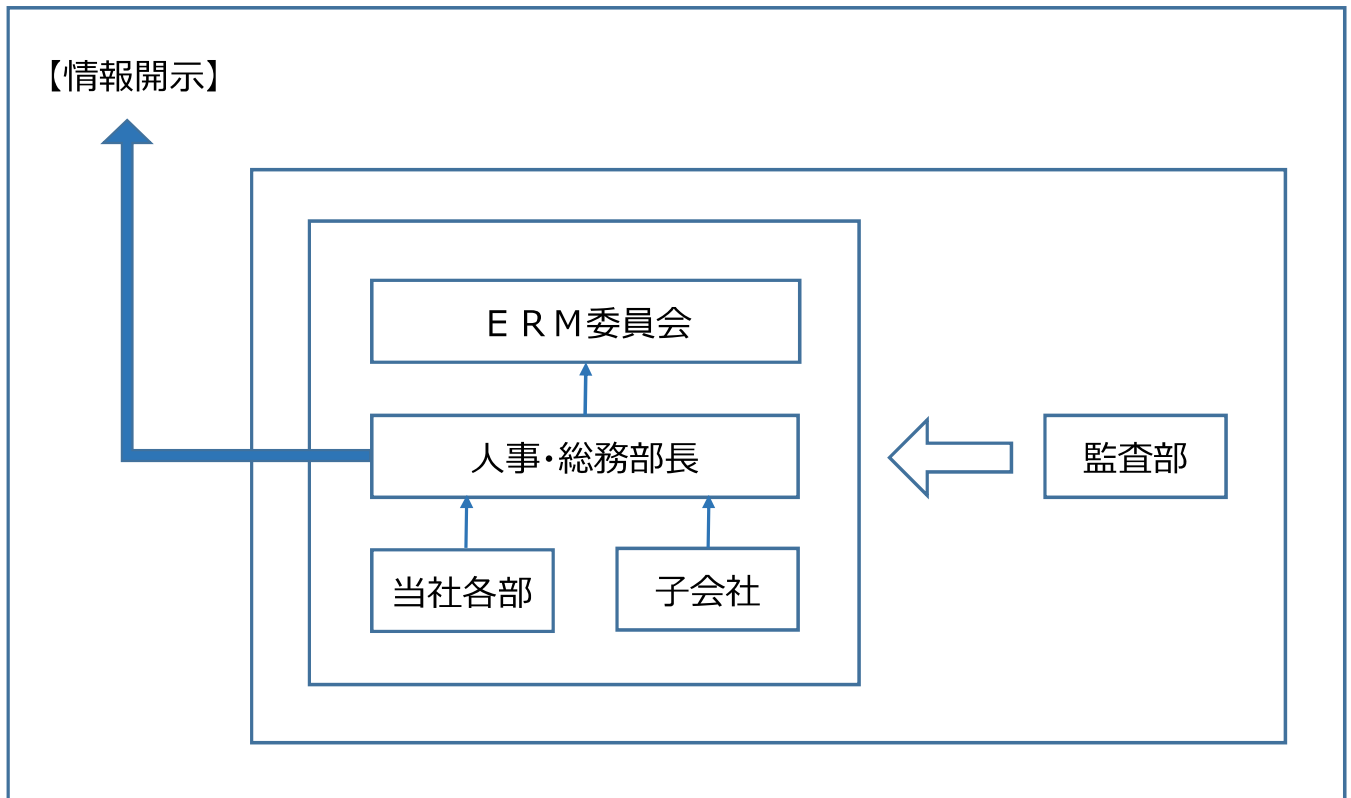 【情報開示】
ＥＲＭ委員会
人事・総務部長
監査部
当社各部
子会社